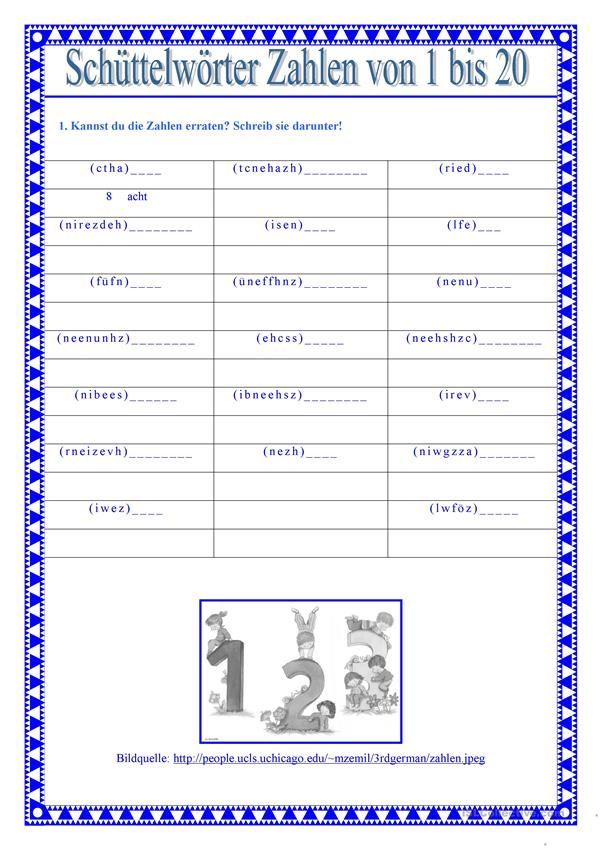 Schüttelwörter Zahlen von 1 bis 20
1. Kannst du die Zahlen erraten? Schreib sie darunter!
(ctha)____ (tcnehazh)________ (ried)____
8 acht
(nirezdeh)________ (isen)____ (lfe)___
(füfn)____ (üneffhnz)________ (nenu)____
(neenunhz)________ (ehcss)_____ (neehshzc)________
(nibees)______ (ibneehsz)________ (irev)____
(rneizevh)________ (nezh)____ (niwgzza)_______
(iwez)____ (lwföz)_____
Bildquelle: http://people.ucls.uchicago.edu/~mzemil/3rdgerman/zahlen.jpeg